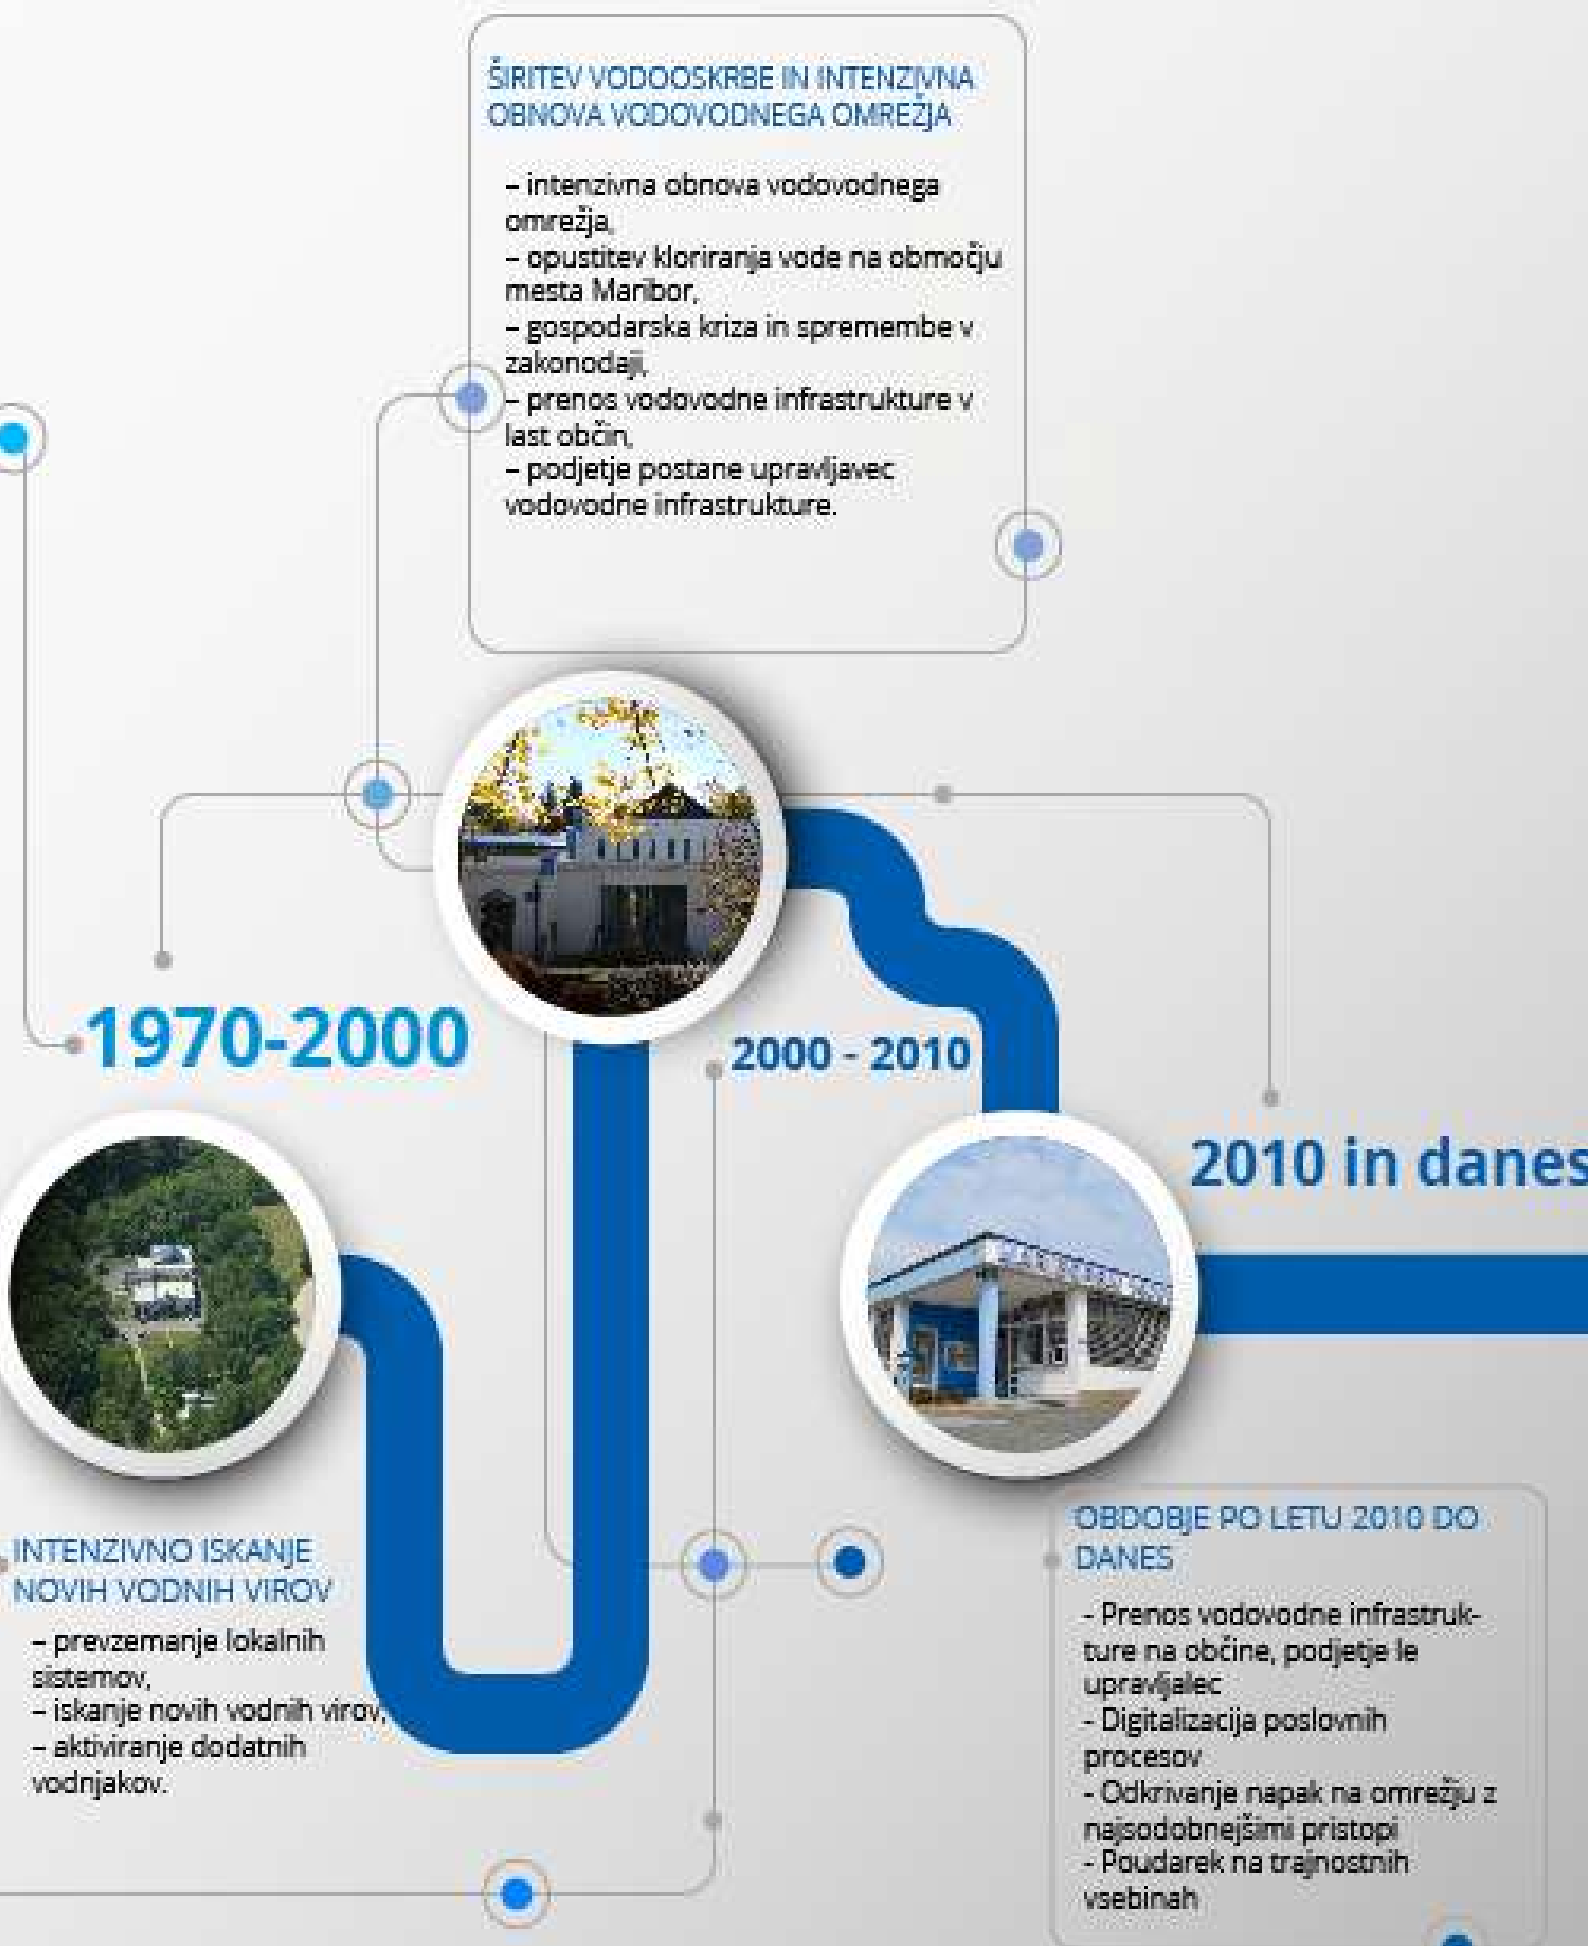 ŠIRITEV VODOOSKRBE IN INTENZIVNA
OBNOVA VODOVODNEGA OMREŽJA
– intenzivna obnova vodovodnega
omrežja,
– opustitev kloriranja vode na območju
mesta Maribor,
– gospodarska kriza in spremembe v
zakonodaji,
– prenos vodovodne infrastrukture v
last občin,
– podjetje postane upravljavec
vodovodne infrastrukture.
1970-2000
2000 - 2010
2010 in danes
INTENZIVNO ISKANJE
NOVIH VODNIH VIROV
– prevzemanje lokalnih
sistemov,
– iskanje novih vodnih virov,
– aktiviranje dodatnih
vodnjakov.
OBDOBJE PO LETU 2010 DO
DANES
- Prenos vodovodne infrastruk-
ture na občine, podjetje le
upravljalec
- Digitalizacija poslovnih
procesov
- Odkrivanje napak na omrežju z
najsodobnejšimi pristopi
- Poudarek na trajnostnih
vsebinah